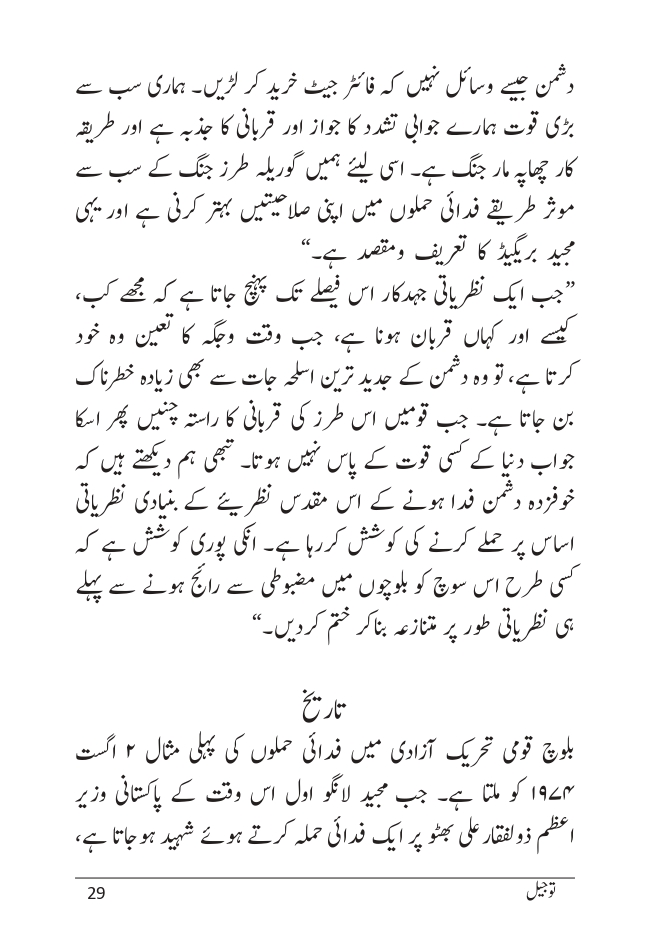 دشمن جیسے وسائل نہیں کہ فائٹر جیٹ خرید کر لڑیں۔ ہماری سب سے
بڑی قوت ہمارے جوابی تشدد کا جواز اور قربانی کا جذبہ ہے اور طریقہ
کار چھاپہ مار جنگ ہے۔ اسی لیئے ہمیں گوریلہ طرز جنگ کے سب سے
موثر طریقے فدائی حملوں میں اپنی صلاحیتیں بہتر کرنی ہے اور یہی
مجید بریگیڈ کا تعریف ومقصد ہے۔“
”جب ایک نظریاتی جہدکار اس فیصلے تک پہنچ جاتا ہے کہ مجھے کب،
کیسے اور کہاں قربان ہونا ہے، جب وقت وجگہ کا تعین وہ خود
کرتا ہے، تو وہ دشمن کے جدید ترین اسلحہ جات سے بھی زیادہ خطرناک
بن جاتا ہے۔ جب قومیں اس طرز کی قربانی کا راستہ چنیں پھر اسکا
جواب دنیا کے کسی قوت کے پاس نہیں ہوتا۔ تبھی ہم دیکھتے ہیں کہ
خوفزدہ دشمن فدا ہونے کے اس مقدس نظریئے کے بنیادی نظریاتی
اساس پر حملے کرنے کی کوشش کررہا ہے۔ انکی پوری کوشش ہے کہ
کسی طرح اس سوچ کو بلوچوں میں مضبوطی سے رائج ہونے سے پہلے
ہی نظریاتی طور پر متنازعہ بناکر ختم کردیں۔“
تاریخ
بلوچ قومی تحریک آزادی میں فدائی حملوں کی پہلی مثال ۲ اگست
۱۹۷۴ کو ملتا ہے۔ جب مجید لانگو اول اس وقت کے پاکستانی وزیر
اعظم ذولفقار علی بھٹو پر ایک فدائی حملہ کرتے ہوئے شہید ہوجاتا ہے،
توجیل
29